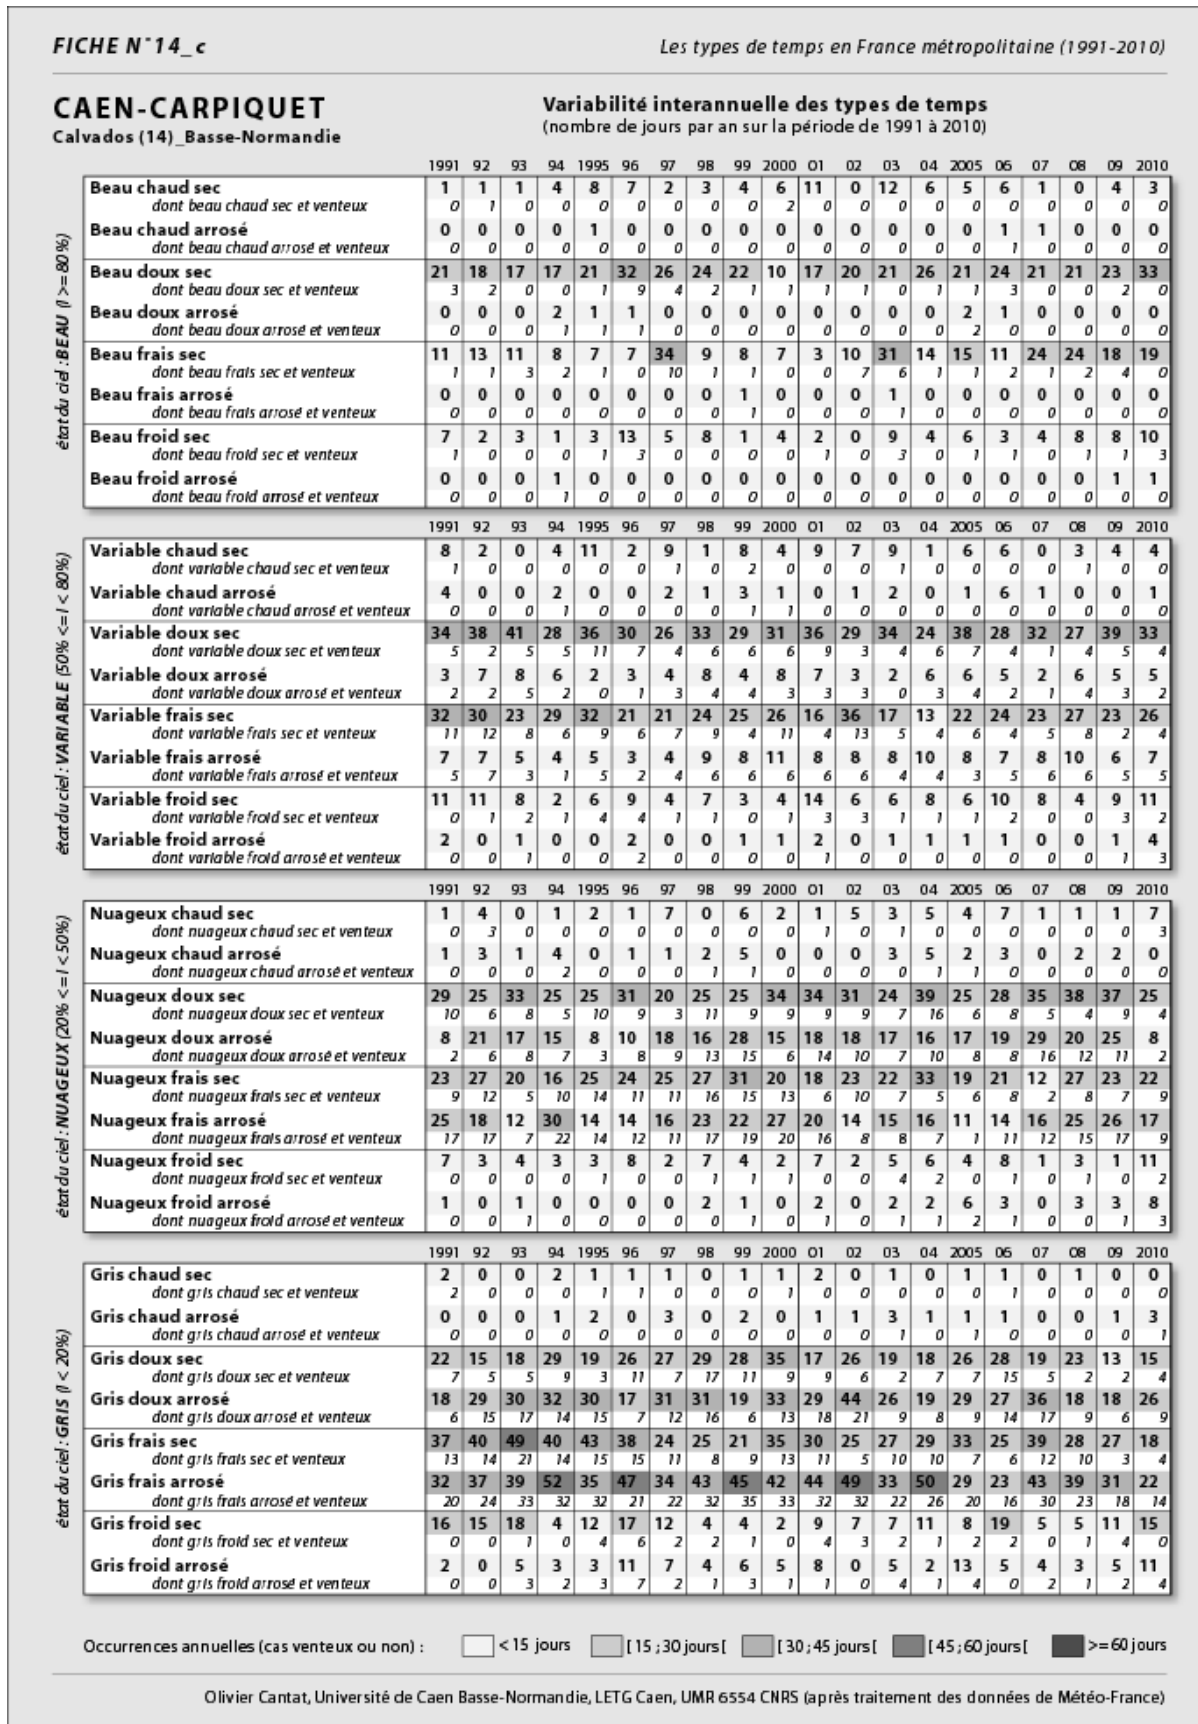 FICHE N°14_c
Les types de temps en France métropolitaine (1991-2010)
CAEN-CARPIQUET
Calvados (14)_Basse-Normandie
Variabilité interannuelle des types de temps
(nombre de jours par an sur la période de 1991 à 2010)
1991 92 93 94 1995 96 97 98 99 2000 01 02 03 04 2005 06 07 08 09 2010
état du ciel : BEAU (I >= 80%)
Beau chaud sec 1 1 1 4 8 7 2 3 4 6 11 0 12 6 5 6 1 0 4 3
dont beau chaud sec et venteux 0 1 0 0 0 0 0 0 0 2 0 0 0 0 0 0 0 0 0 0
Beau chaud arrosé 0 0 0 0 1 0 0 0 0 0 0 0 0 0 0 1 1 0 0 0
dont beau chaud arrosé et venteux 0 0 0 0 0 0 0 0 0 0 0 0 0 0 0 1 0 0 0 0
Beau doux sec 21 18 17 17 21 32 26 24 22 10 17 20 21 26 21 24 21 21 23 33
dont beau doux sec et venteux 3 2 0 0 1 9 4 2 1 1 1 1 0 1 1 3 0 0 2 0
Beau doux arrosé 0 0 0 2 1 1 0 0 0 0 0 0 0 0 2 1 0 0 0 0
dont beau doux arrosé et venteux 0 0 0 1 1 1 0 0 0 0 0 0 0 0 2 0 0 0 0 0
Beau frais sec 11 13 11 8 7 7 34 9 8 7 3 10 31 14 15 11 24 24 18 19
dont beau frais sec et venteux 1 1 3 2 1 0 10 1 1 0 0 7 6 1 1 2 1 2 4 0
Beau frais arrosé 0 0 0 0 0 0 0 0 1 0 0 0 1 0 0 0 0 0 0 0
dont beau frais arrosé et venteux 0 0 0 0 0 0 0 0 1 0 0 0 1 0 0 0 0 0 0 0
Beau froid sec 7 2 3 1 3 13 5 8 1 4 2 0 9 4 6 3 4 8 8 10
dont beau froid sec et venteux 1 0 0 0 1 3 0 0 0 0 1 0 3 0 1 1 0 1 1 3
Beau froid arrosé 0 0 0 1 0 0 0 0 0 0 0 0 0 0 0 0 0 0 1 1
dont beau froid arrosé et venteux 0 0 0 1 0 0 0 0 0 0 0 0 0 0 0 0 0 0 0 0
1991 92 93 94 1995 96 97 98 99 2000 01 02 03 04 2005 06 07 08 09 2010
état du ciel : VARIABLE (50% <= I < 80%)
Variable chaud sec 8 2 0 4 11 2 9 1 8 4 9 7 9 1 6 6 0 3 4 4
dont variable chaud sec et venteux 1 0 0 0 0 0 1 0 2 0 0 0 1 0 0 0 0 1 0 0
Variable chaud arrosé 4 0 0 2 0 0 2 1 3 1 0 1 2 0 1 6 1 0 0 1
dont variable chaud arrosé et venteux 0 0 0 1 0 0 0 0 1 1 0 0 0 0 0 0 0 0 0 0
Variable doux sec 34 38 41 28 36 30 26 33 29 31 36 29 34 24 38 28 32 27 39 33
dont variable doux sec et venteux 5 2 5 5 11 7 4 6 6 6 9 3 4 6 7 4 1 4 5 4
Variable doux arrosé 3 7 8 6 2 3 4 8 4 8 7 3 2 6 6 5 2 6 5 5
dont variable doux arrosé et venteux 2 2 5 2 0 1 3 4 4 3 3 3 0 3 4 2 1 4 3 2
Variable frais sec 32 30 23 29 32 21 21 24 25 26 16 36 17 13 22 24 23 27 23 26
dont variable frais sec et venteux 11 12 8 6 9 6 7 9 4 11 4 13 5 4 6 4 5 8 2 4
Variable frais arrosé 7 7 5 4 5 3 4 9 8 11 8 8 8 10 8 7 8 10 6 7
dont variable frais arrosé et venteux 5 7 3 1 5 2 4 6 6 6 6 6 4 4 3 5 6 6 5 5
Variable froid sec 11 11 8 2 6 9 4 7 3 4 14 6 6 8 6 10 8 4 9 11
dont variable froid sec et venteux 0 1 2 1 4 4 1 1 0 1 3 3 1 1 1 2 0 0 3 2
Variable froid arrosé 2 0 1 0 0 2 0 0 1 1 2 0 1 1 1 1 0 0 1 4
dont variable froid arrosé et venteux 0 0 1 0 0 2 0 0 0 0 1 0 0 0 0 0 0 0 1 3
1991 92 93 94 1995 96 97 98 99 2000 01 02 03 04 2005 06 07 08 09 2010
état du ciel : NUAGEUX (20% <= I < 50%)
Nuageux chaud sec 1 4 0 1 2 1 7 0 6 2 1 5 3 5 4 7 1 1 1 7
dont nuageux chaud sec et venteux 0 3 0 0 0 0 0 0 0 0 1 0 1 0 0 0 0 0 0 3
Nuageux chaud arrosé 1 3 1 4 0 1 1 2 5 0 0 0 3 5 2 3 0 2 2 0
dont nuageux chaud arrosé et venteux 0 0 0 2 0 0 0 1 1 0 0 0 0 1 1 0 0 0 0 0
Nuageux doux sec 29 25 33 25 25 31 20 25 25 34 34 31 24 39 25 28 35 38 37 25
dont nuageux doux sec et venteux 10 6 8 5 10 9 3 11 9 9 9 9 7 16 6 8 5 4 9 4
Nuageux doux arrosé 8 21 17 15 8 10 18 16 28 15 18 18 17 16 17 19 29 20 25 8
dont nuageux doux arrosé et venteux 2 6 8 7 3 8 9 13 15 6 14 10 7 10 8 8 16 12 11 2
Nuageux frais sec 23 27 20 16 25 24 25 27 31 20 18 23 22 33 19 21 12 27 23 22
dont nuageux frais sec et venteux 9 12 5 10 14 11 11 16 15 13 6 10 7 5 6 8 2 8 7 9
Nuageux frais arrosé 25 18 12 30 14 14 16 23 22 27 20 14 15 16 11 14 16 25 26 17
dont nuageux frais arrosé et venteux 17 17 7 22 14 12 11 17 19 20 16 8 8 7 1 11 12 15 17 9
Nuageux froid sec 7 3 4 3 3 8 2 7 4 2 7 2 5 6 4 8 1 3 1 11
dont nuageux froid sec et venteux 0 0 0 0 1 0 0 1 1 1 0 0 4 2 0 1 0 1 0 2
Nuageux froid arrosé 1 0 1 0 0 0 0 2 1 0 2 0 2 2 6 3 0 3 3 8
dont nuageux froid arrosé et venteux 0 0 1 0 0 0 0 1 0 0 1 0 1 1 2 1 0 0 1 3
1991 92 93 94 1995 96 97 98 99 2000 01 02 03 04 2005 06 07 08 09 2010
état du ciel : GRIS (I < 20%)
Gris chaud sec 2 0 0 2 1 1 1 0 1 1 2 0 1 0 1 1 0 1 0 0
dont gris chaud sec et venteux 2 0 0 0 1 1 0 0 0 1 0 0 0 0 0 1 0 0 0 0
Gris chaud arrosé 0 0 0 1 2 0 3 0 2 0 1 1 3 1 1 1 0 0 1 3
dont gris chaud arrosé et venteux 0 0 0 0 0 0 0 0 0 0 0 0 1 0 1 0 0 0 0 1
Gris doux sec 22 15 18 29 19 26 27 29 28 35 17 26 19 18 26 28 19 23 13 15
dont gris doux sec et venteux 7 5 5 9 3 11 7 17 11 9 9 6 2 7 7 15 5 2 2 4
Gris doux arrosé 18 29 30 32 30 17 31 31 19 33 29 44 26 19 29 27 36 18 18 26
dont gris doux arrosé et venteux 6 15 17 14 15 7 12 16 6 13 18 21 9 8 9 14 17 9 6 9
Gris frais sec 37 40 49 40 43 38 24 25 21 35 30 25 27 29 33 25 39 28 27 18
dont gris frais sec et venteux 13 14 21 14 15 15 11 8 9 13 11 5 10 10 7 6 12 10 3 4
Gris frais arrosé 32 37 39 52 35 47 34 43 45 42 44 49 33 50 29 23 43 39 31 22
dont gris frais arrosé et venteux 20 24 33 32 32 21 22 32 35 33 32 32 22 26 20 16 30 23 18 14
Gris froid sec 16 15 18 4 12 17 12 4 4 2 9 7 7 11 8 19 5 5 11 15
dont gris froid sec et venteux 0 0 1 0 4 6 2 2 1 0 4 3 2 1 2 2 0 1 4 0
Gris froid arrosé 2 0 5 3 3 11 7 4 6 5 8 0 5 2 13 5 4 3 5 11
dont gris froid arrosé et venteux 0 0 3 2 3 7 2 1 3 1 1 0 4 1 4 0 2 1 2 4
Occurrences annuelles (cas venteux ou non) : < 15 jours [15 ; 30 jours[ [30 ; 45 jours[ [45 ; 60 jours[ >= 60 jours
Olivier Cantat, Université de Caen Basse-Normandie, LETG Caen, UMR 6554 CNRS (après traitement des données de Météo-France)